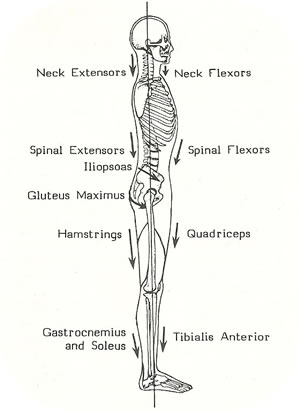 Neck Extensors Neck Flexors
Spinal Extensors Spinal Flexors
Iliopsoas
Gluteus Maximus
Hamstrings Quadriceps
Gastrocnemius
and Soleus Tibialis Anterior